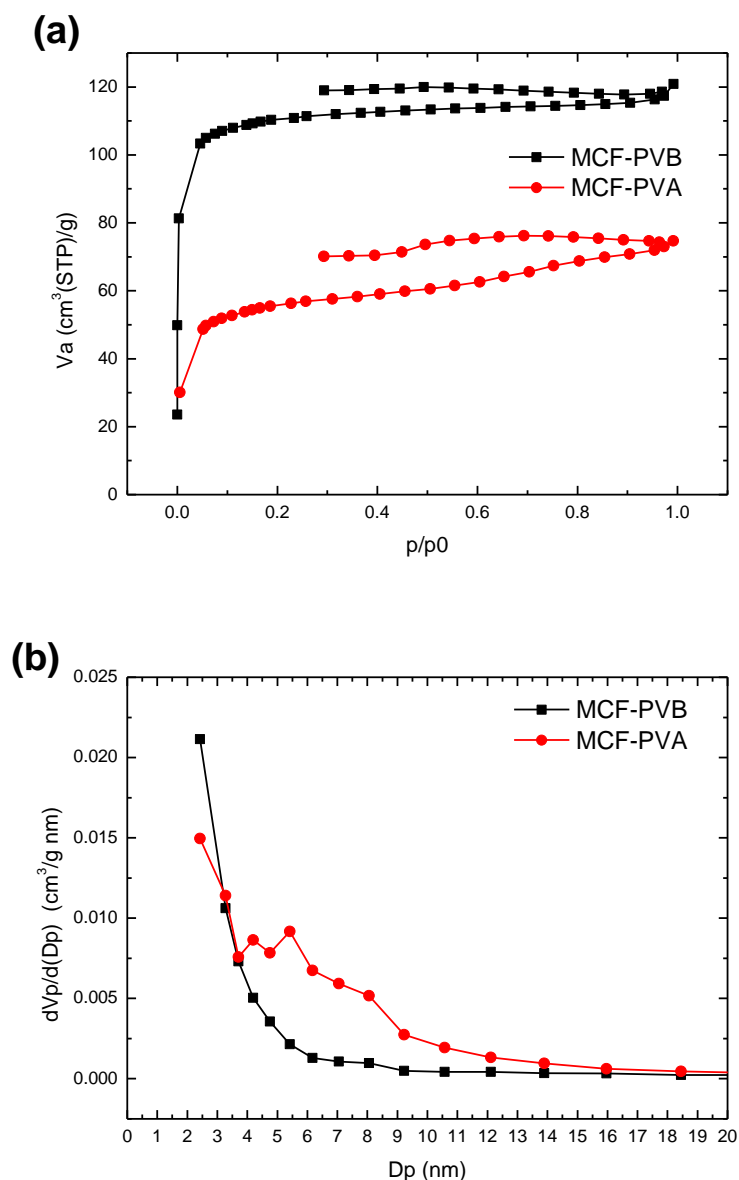 (a)
120
100
80
60
40
20
0
Va (cm³(STP)/g)
MCF-PVB
MCF-PVA
0.0 0.2 0.4 0.6 0.8 1.0
p/p0
(b)
0.025
0.020
0.015
0.010
0.005
0.000
dVp/d(Dp) (cm³/g nm)
MCF-PVB
MCF-PVA
0 1 2 3 4 5 6 7 8 9 10 11 12 13 14 15 16 17 18 19 20
Dp (nm)